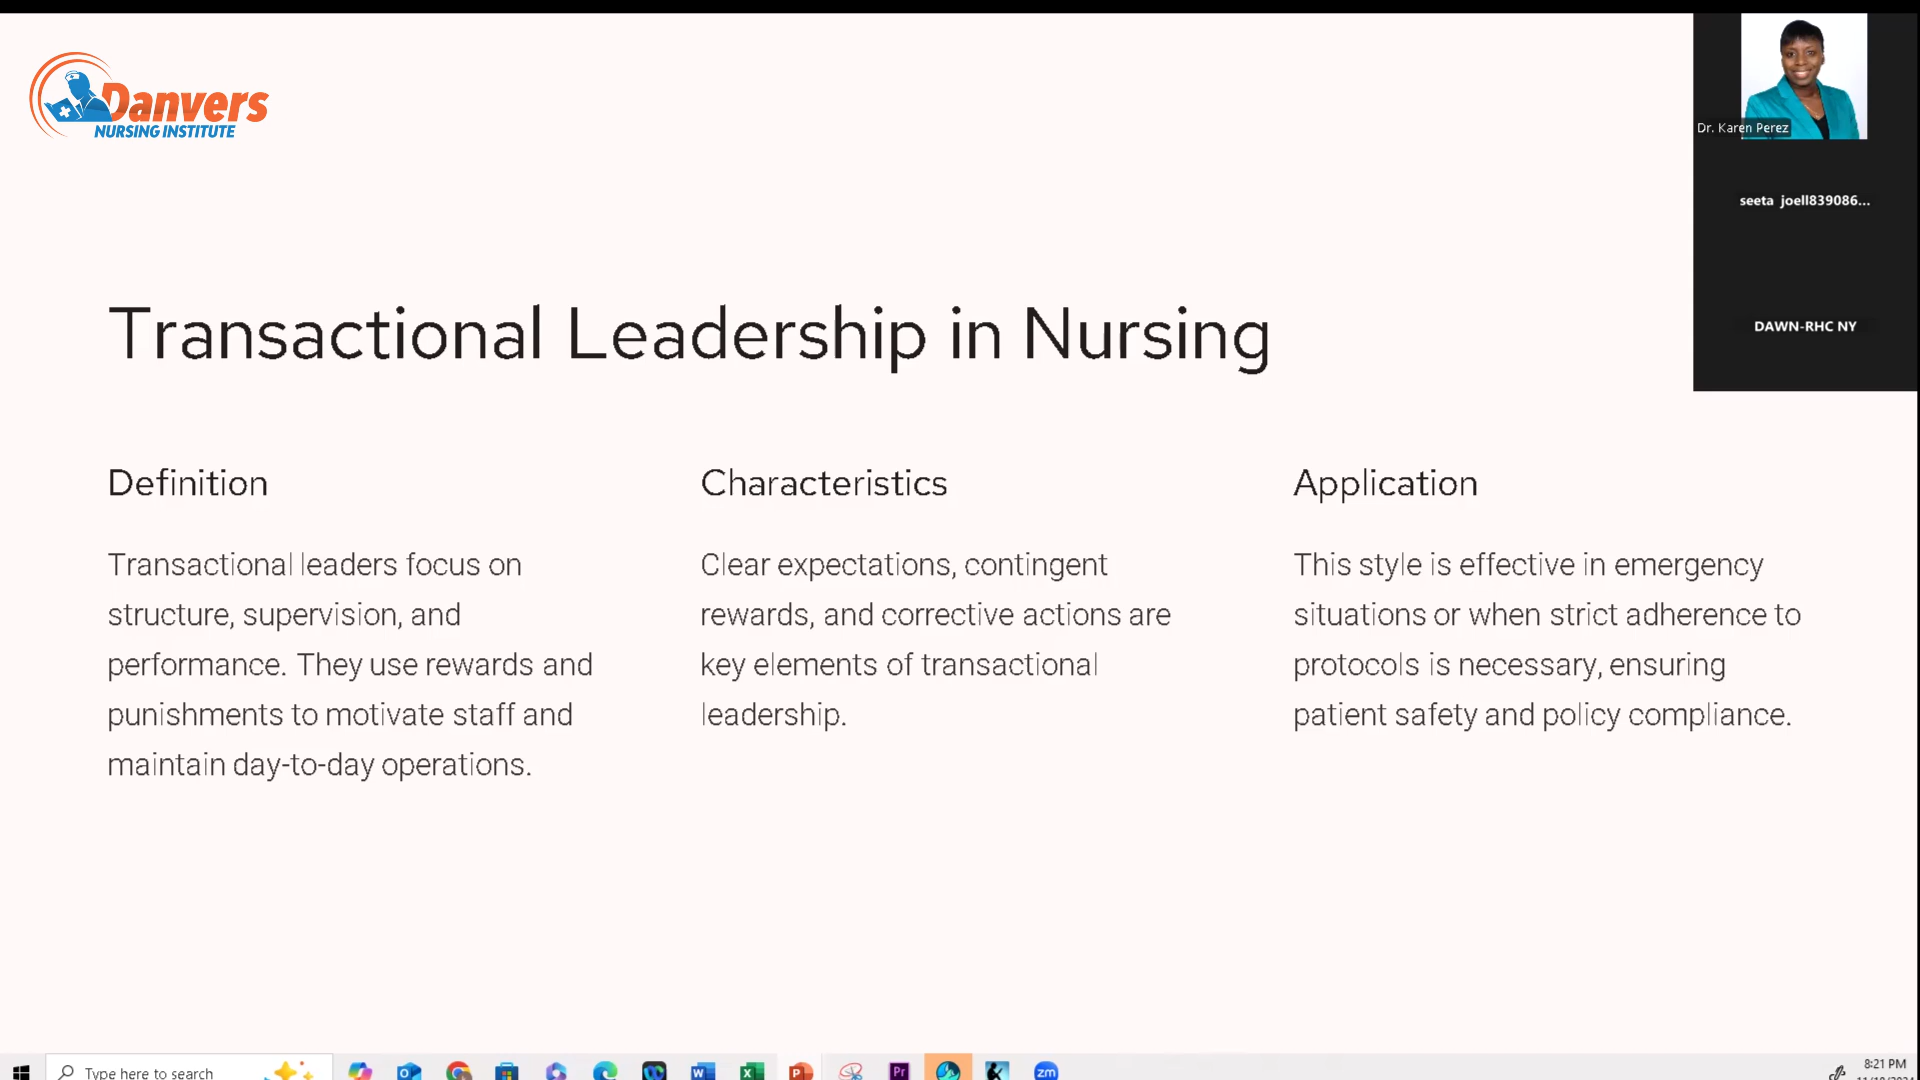 Danvers
NURSING INSTITUTE
Dr. Karen Perez
seeta joell839086...
DAWN-RHC NY
Transactional Leadership in Nursing
Definition
Transactional leaders focus on
structure, supervision, and
performance. They use rewards and
punishments to motivate staff and
maintain day-to-day operations.
Characteristics
Clear expectations, contingent
rewards, and corrective actions are
key elements of transactional
leadership.
Application
This style is effective in emergency
situations or when strict adherence to
protocols is necessary, ensuring
patient safety and policy compliance.
Type here to search
W
X
P
Pr
zm
8:21 PM